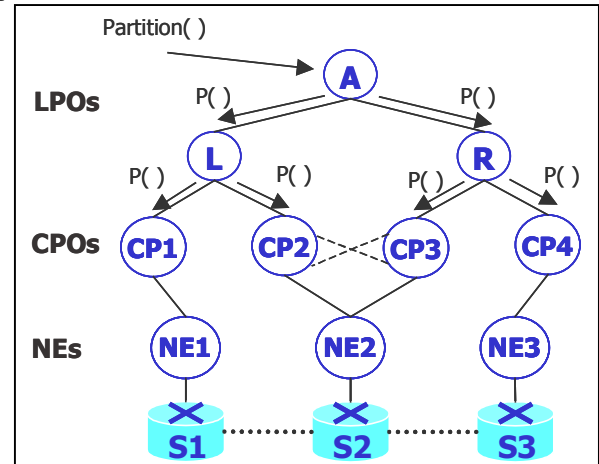 Partition( )
A
LPOs
P( ) P( )
L R
P( ) P( ) P( ) P( )
CPOs CP1 CP2 CP3 CP4
NEs NE1 NE2 NE3
S1 S2 S3